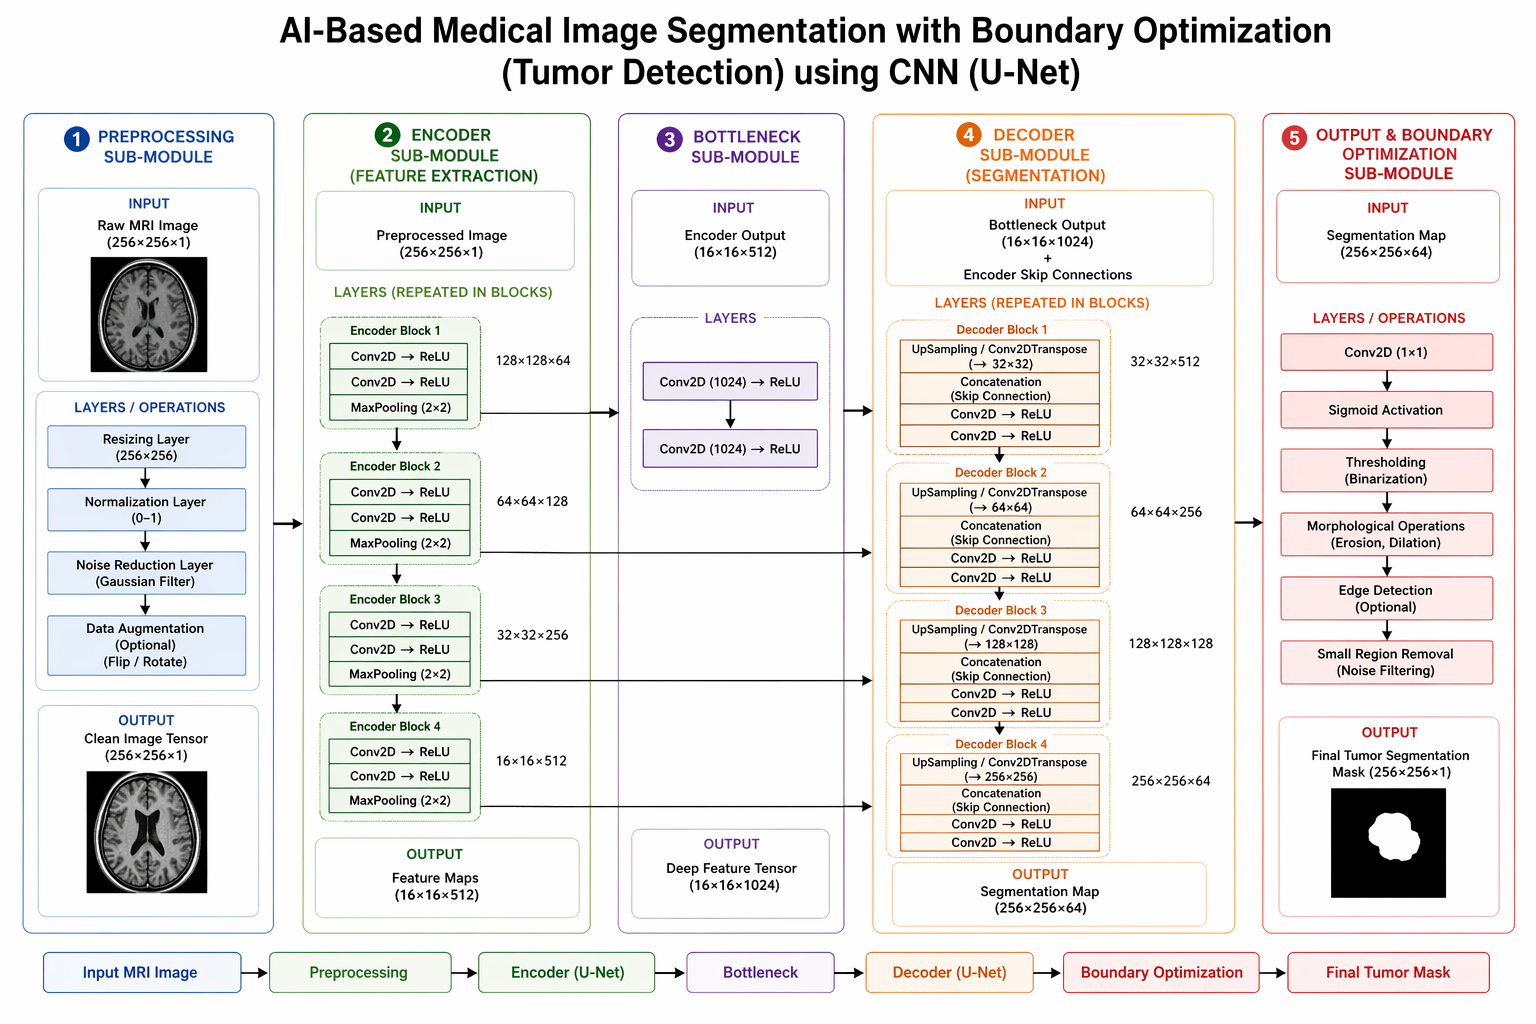 AI-Based Medical Image Segmentation with Boundary Optimization
(Tumor Detection) using CNN (U-Net)
1 PREPROCESSING
SUB-MODULE
INPUT
Raw MRI Image
(256×256×1)
LAYERS / OPERATIONS
Resizing Layer
(256×256)
Normalization Layer
(0–1)
Noise Reduction Layer
(Gaussian Filter)
Data Augmentation
(Optional)
(Flip / Rotate)
OUTPUT
Clean Image Tensor
(256×256×1)
2 ENCODER
SUB-MODULE
(FEATURE EXTRACTION)
INPUT
Preprocessed Image
(256×256×1)
LAYERS (REPEATED IN BLOCKS)
Encoder Block 1
Conv2D → ReLU
Conv2D → ReLU
MaxPooling (2×2)
128×128×64
Encoder Block 2
Conv2D → ReLU
Conv2D → ReLU
MaxPooling (2×2)
64×64×128
Encoder Block 3
Conv2D → ReLU
Conv2D → ReLU
MaxPooling (2×2)
32×32×256
Encoder Block 4
Conv2D → ReLU
Conv2D → ReLU
MaxPooling (2×2)
16×16×512
OUTPUT
Feature Maps
(16×16×512)
3 BOTTLENECK
SUB-MODULE
INPUT
Encoder Output
(16×16×512)
LAYERS
Conv2D (1024) → ReLU
Conv2D (1024) → ReLU
OUTPUT
Deep Feature Tensor
(16×16×1024)
4 DECODER
SUB-MODULE
(SEGMENTATION)
INPUT
Bottleneck Output
(16×16×1024)
+
Encoder Skip Connections
LAYERS (REPEATED IN BLOCKS)
Decoder Block 1
UpSampling / Conv2DTranspose
(→ 32×32)
Concatenation
(Skip Connection)
Conv2D → ReLU
Conv2D → ReLU
32×32×512
Decoder Block 2
UpSampling / Conv2DTranspose
(→ 64×64)
Concatenation
(Skip Connection)
Conv2D → ReLU
Conv2D → ReLU
64×64×256
Decoder Block 3
UpSampling / Conv2DTranspose
(→ 128×128)
Concatenation
(Skip Connection)
Conv2D → ReLU
Conv2D → ReLU
128×128×128
Decoder Block 4
UpSampling / Conv2DTranspose
(→ 256×256)
Concatenation
(Skip Connection)
Conv2D → ReLU
Conv2D → ReLU
256×256×64
OUTPUT
Segmentation Map
(256×256×64)
5 OUTPUT & BOUNDARY
OPTIMIZATION
SUB-MODULE
INPUT
Segmentation Map
(256×256×64)
LAYERS / OPERATIONS
Conv2D (1×1)
Sigmoid Activation
Thresholding
(Binarization)
Morphological Operations
(Erosion, Dilation)
Edge Detection
(Optional)
Small Region Removal
(Noise Filtering)
OUTPUT
Final Tumor Segmentation
Mask (256×256×1)
Input MRI Image
Preprocessing
Encoder (U-Net)
Bottleneck
Decoder (U-Net)
Boundary Optimization
Final Tumor Mask